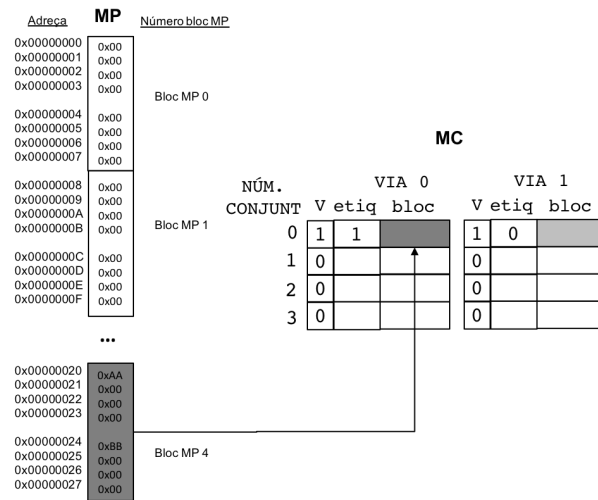 Adreça MP Número bloc MP
0x00000000 0x00
0x00000001 0x00
0x00000002 0x00
0x00000003 0x00
Bloc MP 0
0x00000004 0x00
0x00000005 0x00
0x00000006 0x00
0x00000007 0x00
0x00000008 0x00
0x00000009 0x00
0x0000000A 0x00
0x0000000B 0x00
Bloc MP 1
0x0000000C 0x00
0x0000000D 0x00
0x0000000E 0x00
0x0000000F 0x00
...
0x00000020 0xAA
0x00000021 0x00
0x00000022 0x00
0x00000023 0x00
0x00000024 0xBB
0x00000025 0x00
Bloc MP 4
0x00000026 0x00
0x00000027 0x00
MC
NÚM. VIA 0 VIA 1
CONJUNT V etiq bloc V etiq bloc
0 1 1 1 0
1 0 0
2 0 0
3 0 0